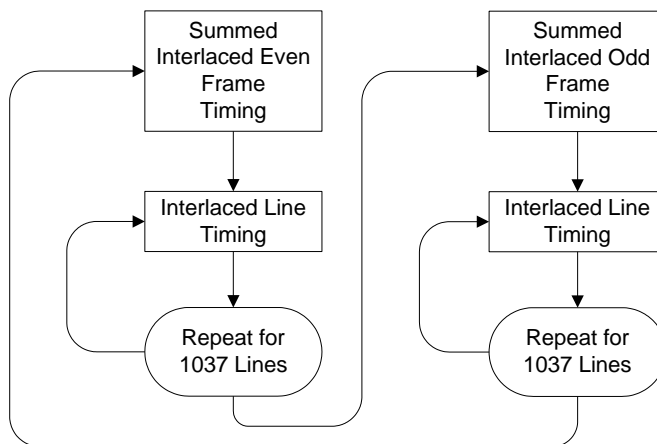 Summed
Interlaced Even
Frame
Timing
Interlaced Line
Timing
Repeat for
1037 Lines
Summed
Interlaced Odd
Frame
Timing
Interlaced Line
Timing
Repeat for
1037 Lines